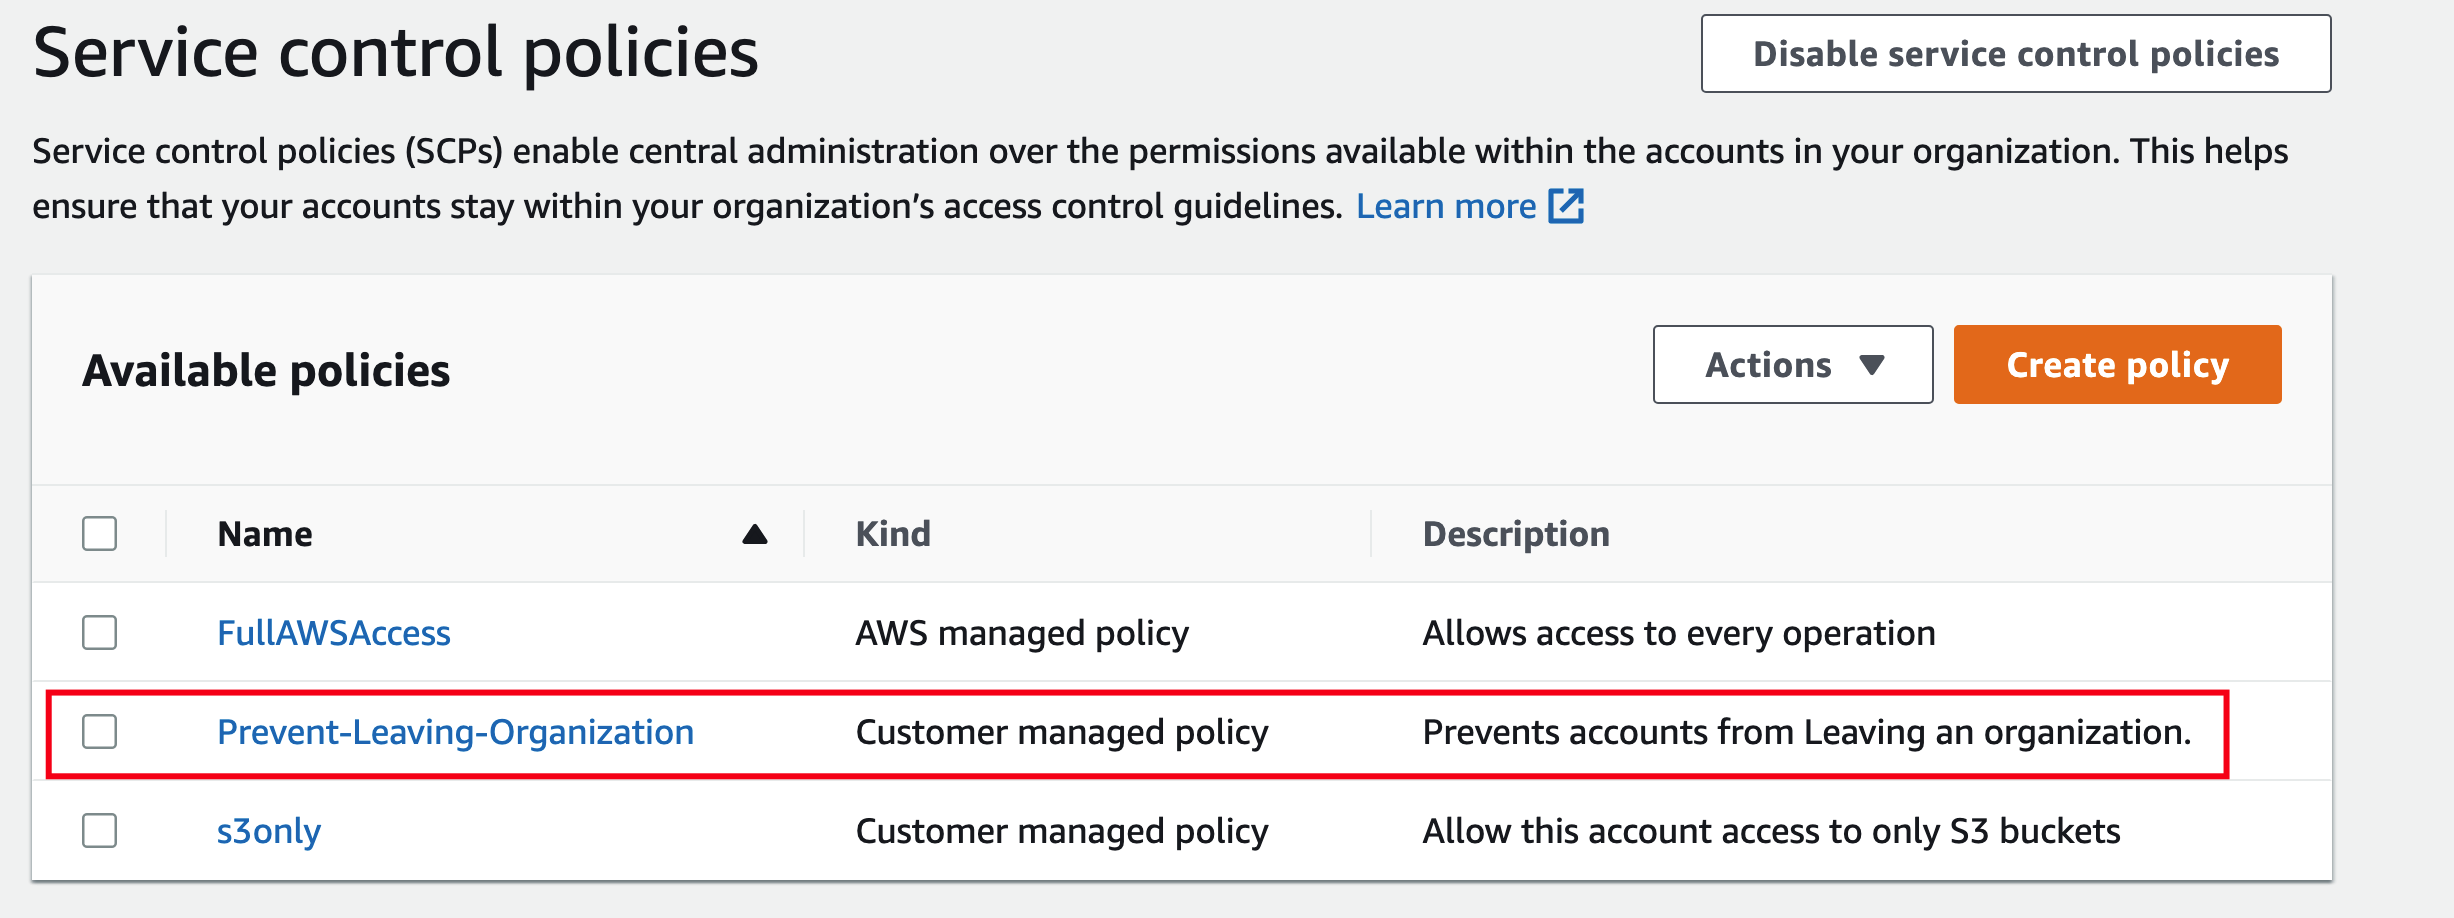 Service control policies
Disable service control policies
Service control policies (SCPs) enable central administration over the permissions available within the accounts in your organization. This helps
ensure that your accounts stay within your organization’s access control guidelines. Learn more
Available policies
Actions
Create policy
Name
Kind
Description
FullAWSAccess
AWS managed policy
Allows access to every operation
Prevent-Leaving-Organization
Customer managed policy
Prevents accounts from Leaving an organization.
s3only
Customer managed policy
Allow this account access to only S3 buckets